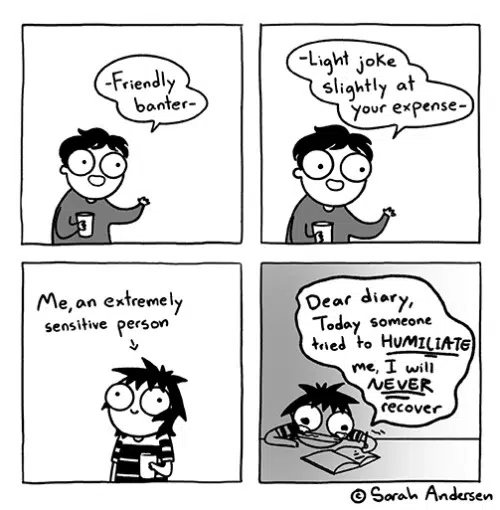 -Friendly
banter-
-Light joke
slightly at
your expense-
Me, an extremely
sensitive person
Dear diary,
Today someone
tried to HUMILIATE
me, I will
NEVER
recover
© Sarah Andersen